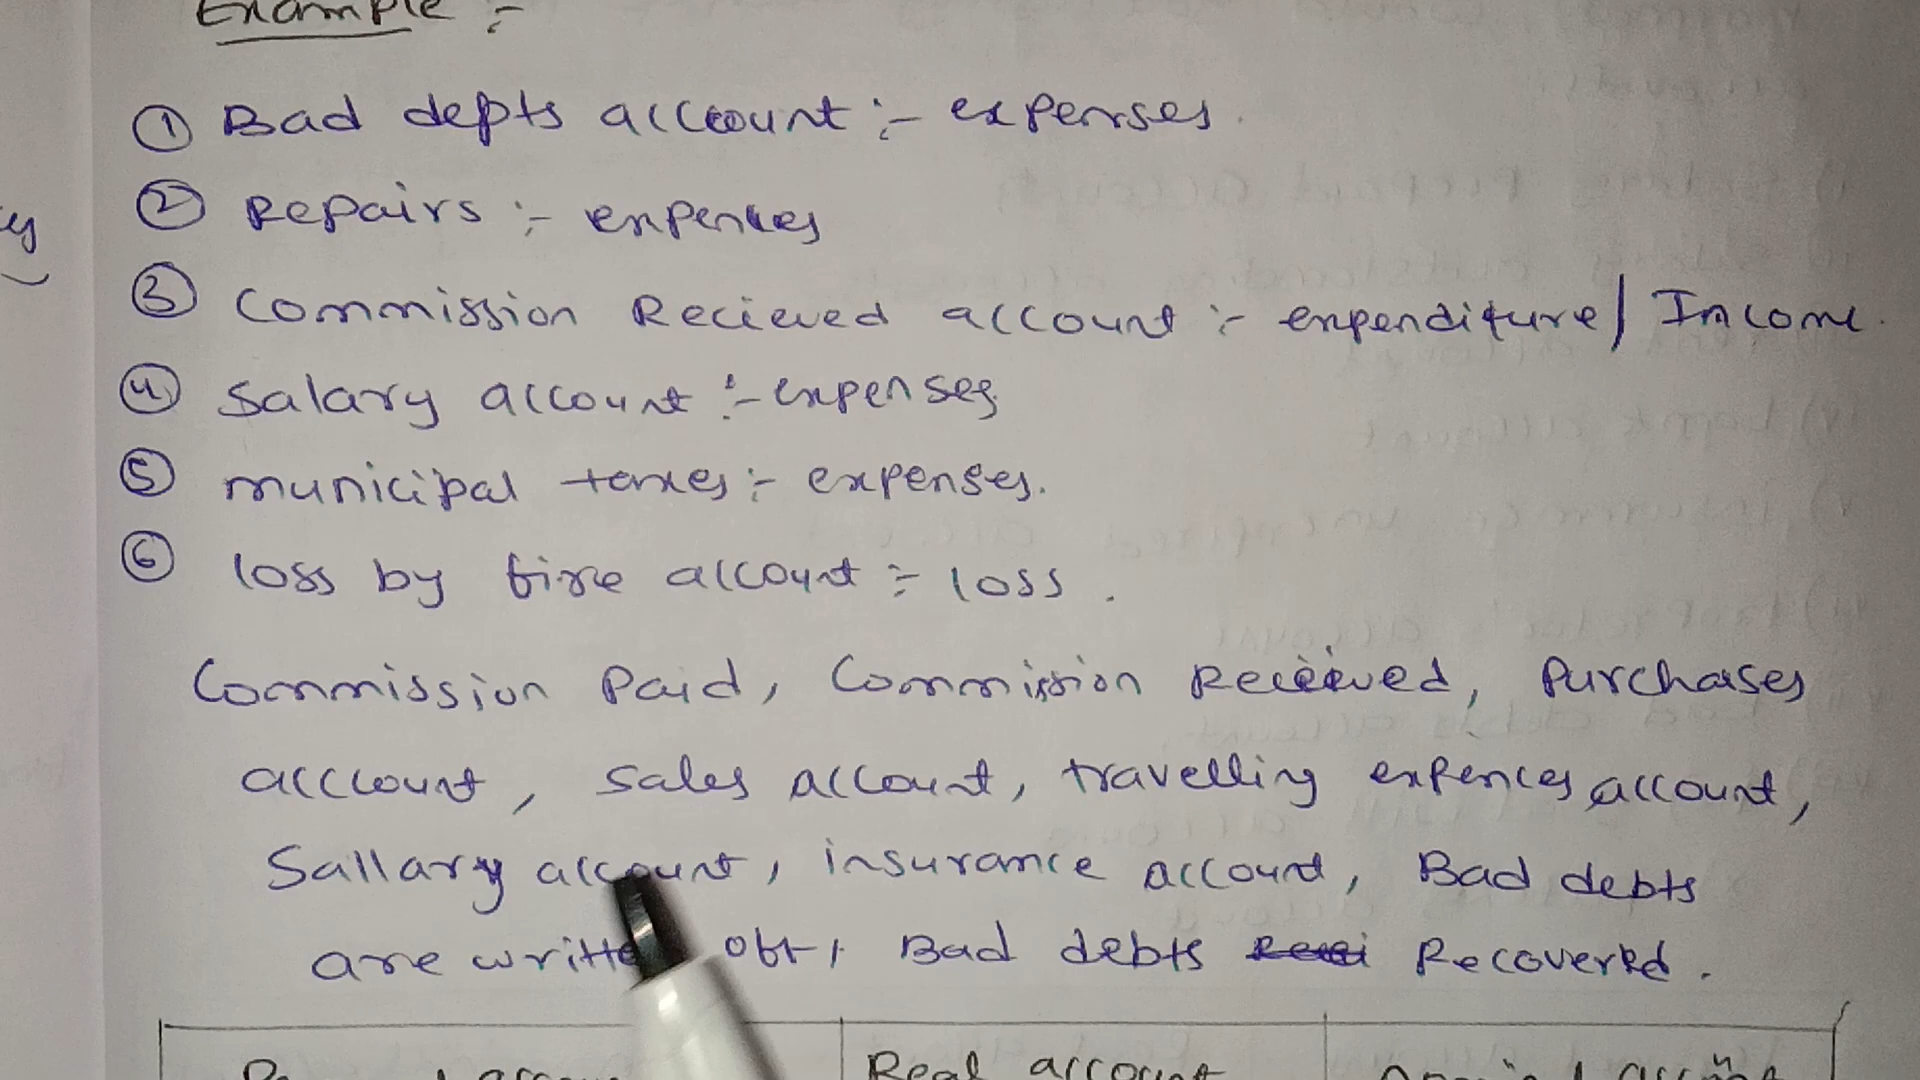 Example :-
① Bad depts account :- expenses.
② Repairs :- expences
③ Commission Recieved account :- expenditure/ Income.
④ Salary account :- expenses
⑤ municipal taxes :- expenses.
⑥ loss by fire account :- loss.
Commission Paid, Commission Received, Purchases
account, sales account, travelling expences account,
Sallary account, insurance account, Bad debts
are written off, Bad debts Recovered.
Real account